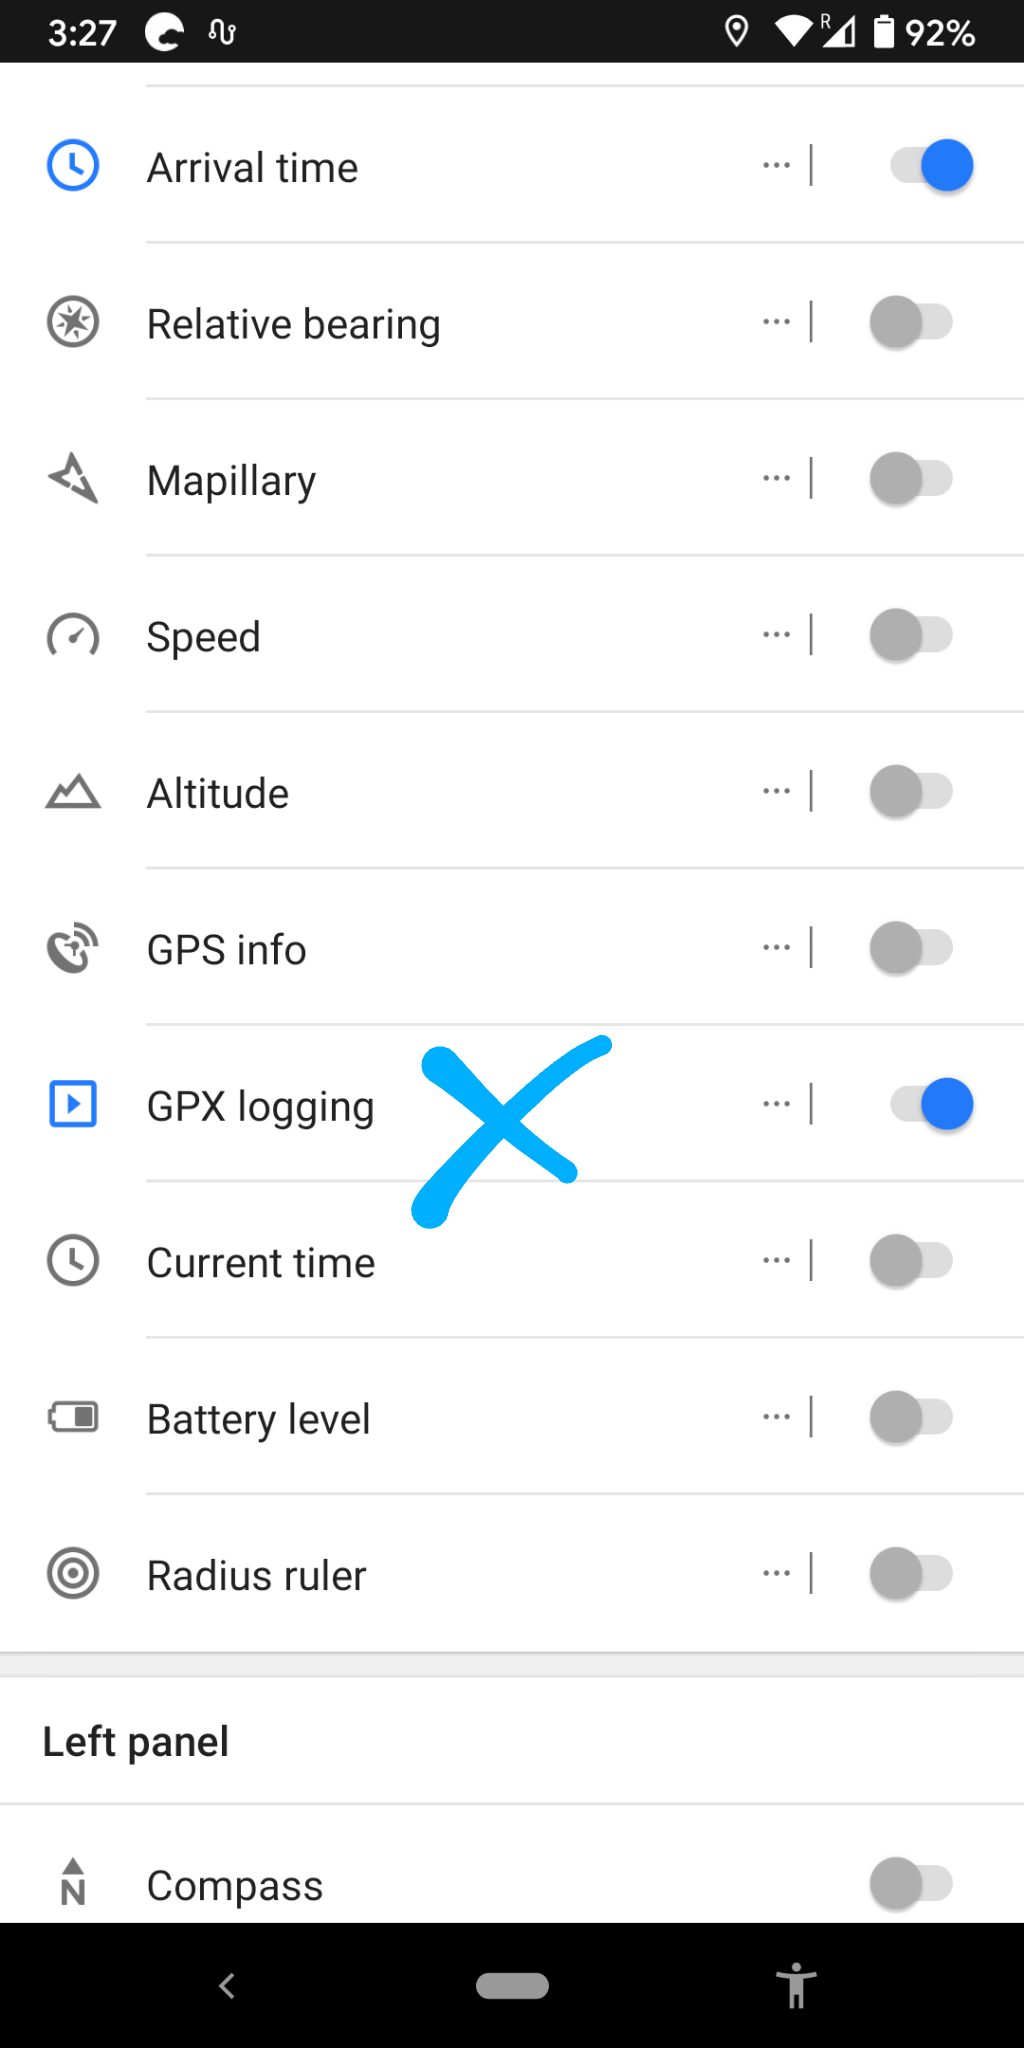 3:27 R 92%
Arrival time
Relative bearing
Mapillary
Speed
Altitude
GPS info
GPX logging
Current time
Battery level
Radius ruler
Left panel
N Compass